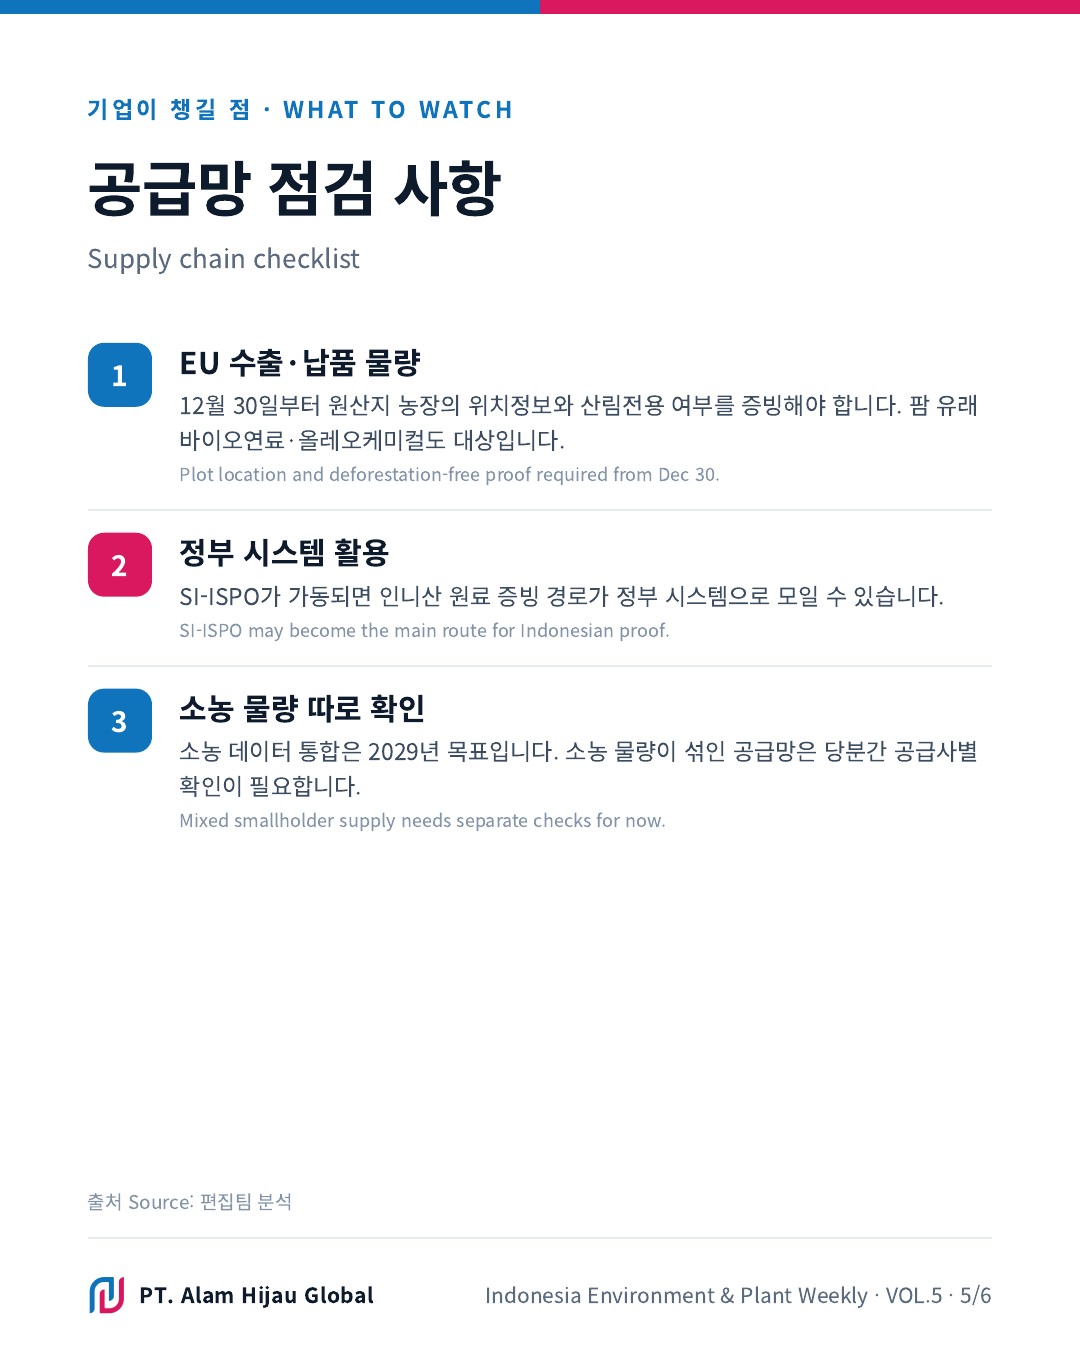 기업이 챙길 점 · WHAT TO WATCH
공급망 점검 사항
Supply chain checklist
1
EU 수출·납품 물량
12월 30일부터 원산지 농장의 위치정보와 산림전용 여부를 증빙해야 합니다. 팜 유래
바이오연료·올레오케미컬도 대상입니다.
Plot location and deforestation-free proof required from Dec 30.
2
정부 시스템 활용
SI-ISPO가 가동되면 인니산 원료 증빙 경로가 정부 시스템으로 모일 수 있습니다.
SI-ISPO may become the main route for Indonesian proof.
3
소농 물량 따로 확인
소농 데이터 통합은 2029년 목표입니다. 소농 물량이 섞인 공급망은 당분간 공급사별
확인이 필요합니다.
Mixed smallholder supply needs separate checks for now.
출처 Source: 편집팀 분석
PT. Alam Hijau Global
Indonesia Environment & Plant Weekly · VOL.5 · 5/6